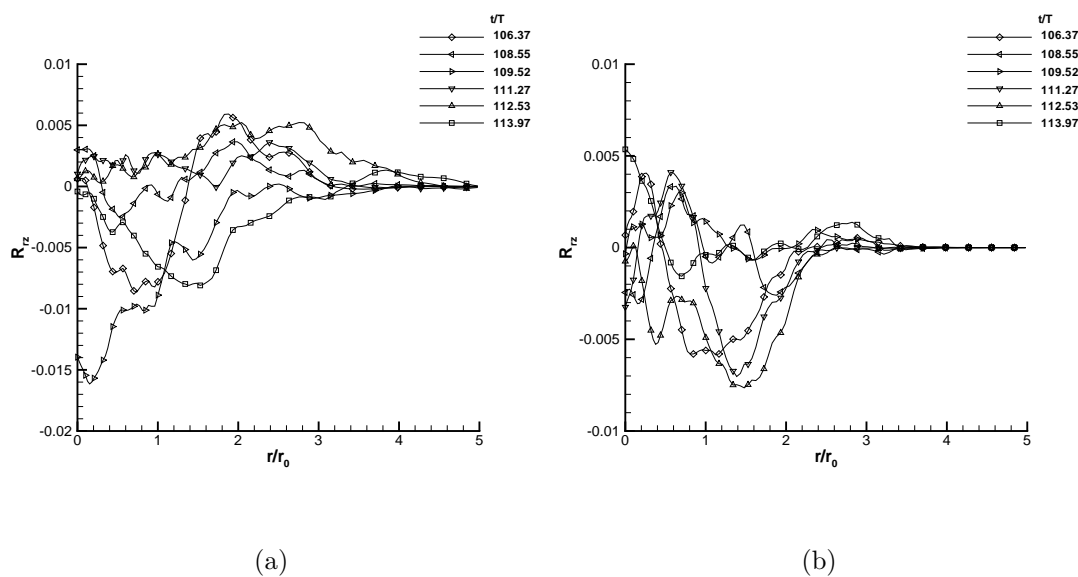 t/T
106.37
108.55
109.52
111.27
112.53
113.97
0.01
0.005
0
-0.005
-0.01
-0.015
-0.02
R_rz
0 1 2 3 4 5
r/r_0
(a)
t/T
106.37
108.55
109.52
111.27
112.53
113.97
0.01
0.005
0
-0.005
-0.01
R_rz
0 1 2 3 4 5
r/r_0
(b)